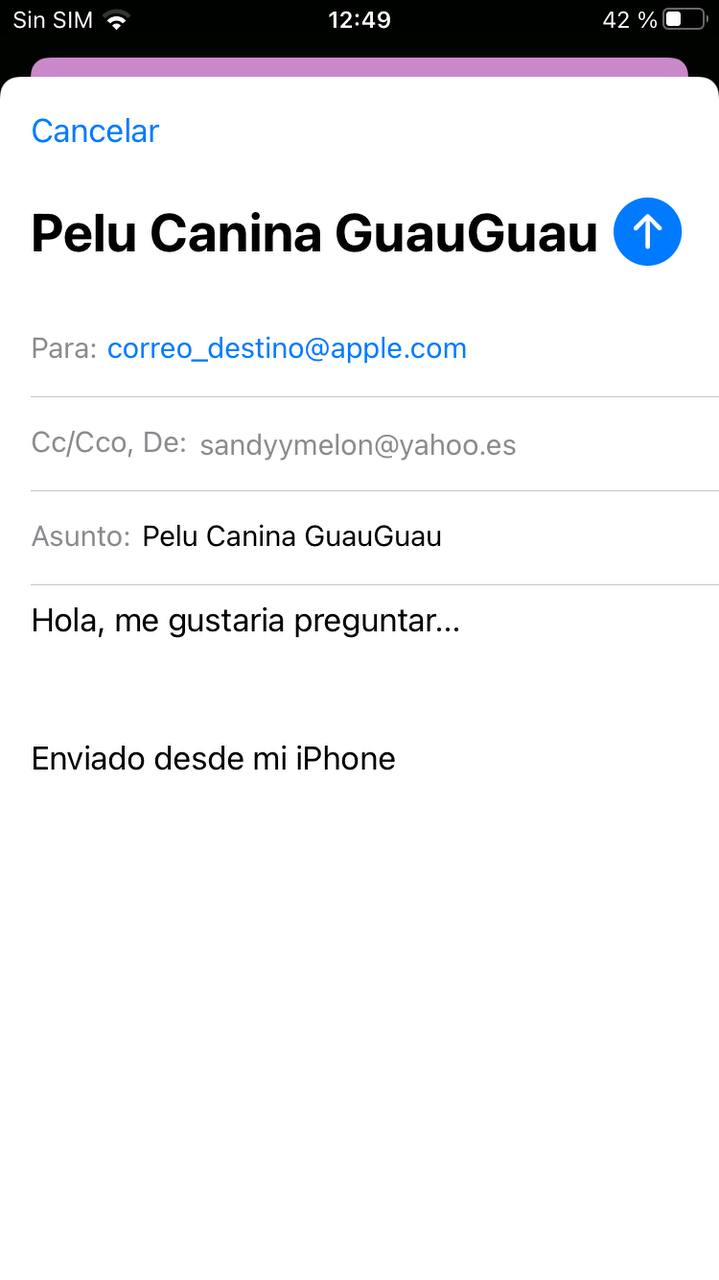 Sin SIM 12:49 42 %
Cancelar
Pelu Canina GuauGuau
Para: correo_destino@apple.com
Cc/Cco, De: sandyymelon@yahoo.es
Asunto: Pelu Canina GuauGuau
Hola, me gustaria preguntar...
Enviado desde mi iPhone